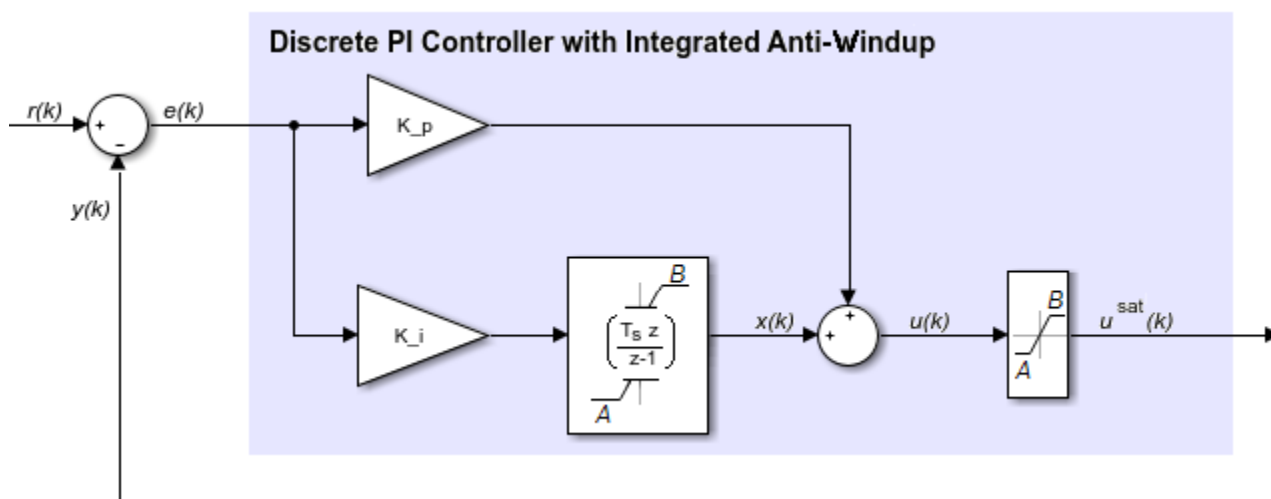 Discrete PI Controller with Integrated Anti-Windup
r(k)
+
-
e(k)
y(k)
K_p
K_i
B
T_S z
z-1
A
x(k)
+
+
u(k)
B
A
u^sat(k)